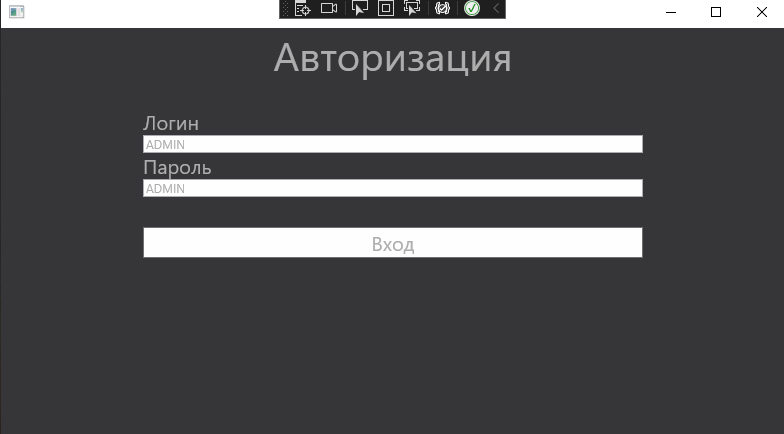 Авторизация
Логин
ADMIN
Пароль
ADMIN
Вход